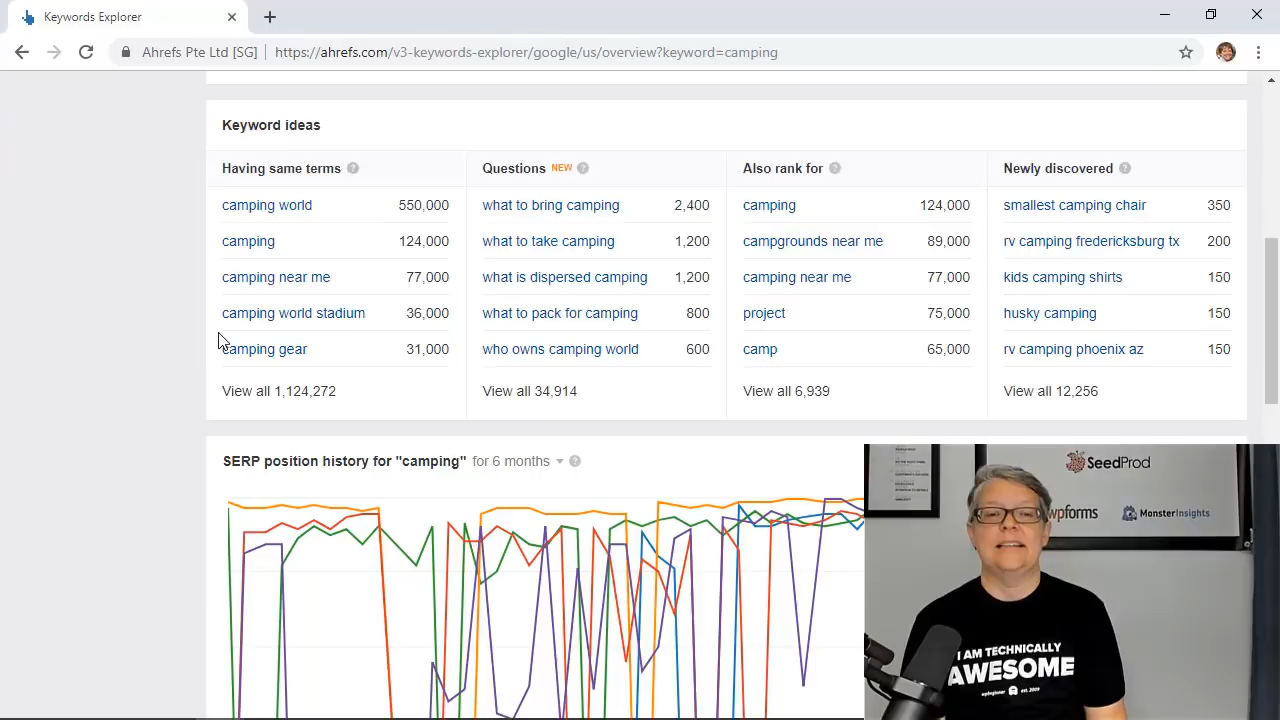 Keywords Explorer
Ahrefs Pte Ltd [SG]
https://ahrefs.com/v3-keywords-explorer/google/us/overview?keyword=camping
Keyword ideas
Having same terms
camping world 550,000
camping 124,000
camping near me 77,000
camping world stadium 36,000
camping gear 31,000
View all 1,124,272
Questions NEW
what to bring camping 2,400
what to take camping 1,200
what is dispersed camping 1,200
what to pack for camping 800
who owns camping world 600
View all 34,914
Also rank for
camping 124,000
campgrounds near me 89,000
camping near me 77,000
project 75,000
camp 65,000
View all 6,939
Newly discovered
smallest camping chair 350
rv camping fredericksburg tx 200
kids camping shirts 150
husky camping 150
rv camping phoenix az 150
View all 12,256
SERP position history for "camping" for 6 months
SeedProd
wpforms
MonsterInsights
I AM TECHNICALLY
AWESOME
wpbeginner est. 2009